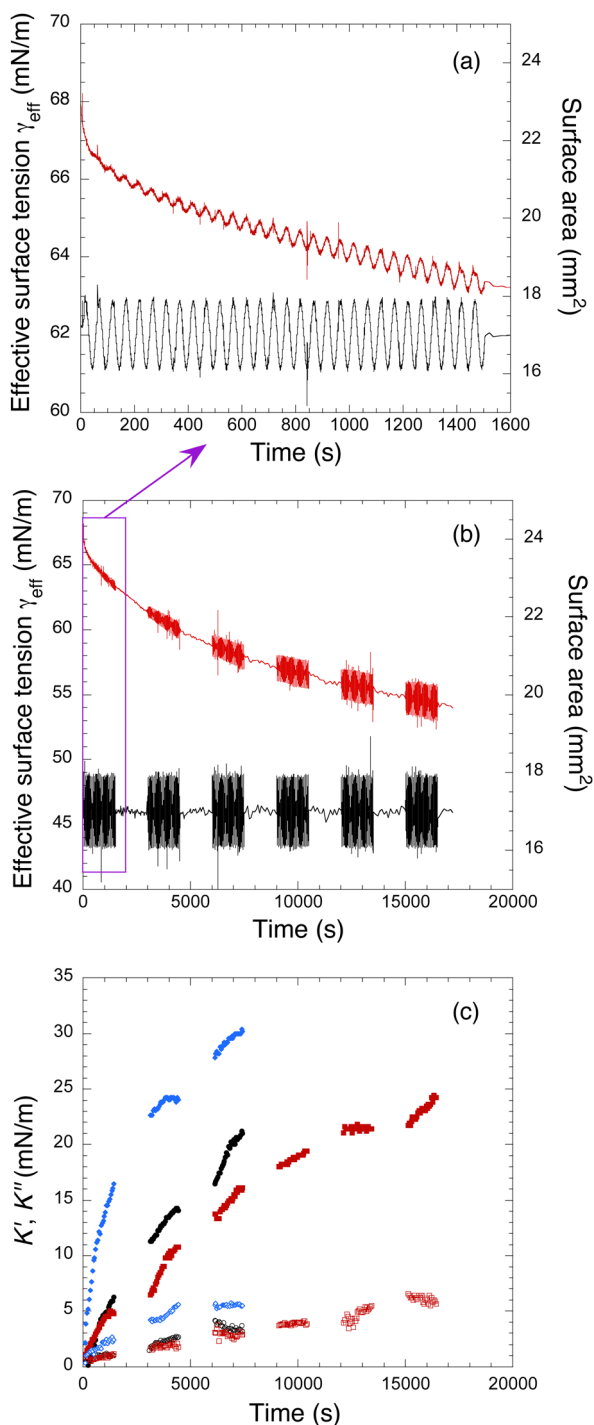 (a)
Effective surface tension γeff (mN/m)
70
68
66
64
62
60
24
22
20
18
16
Surface area (mm²)
0 200 400 600 800 1000 1200 1400 1600
Time (s)
(b)
Effective surface tension γeff (mN/m)
70
65
60
55
50
45
40
24
22
20
18
16
Surface area (mm²)
0 5000 10000 15000 20000
Time (s)
(c)
K', K'' (mN/m)
35
30
25
20
15
10
5
0
0 5000 10000 15000 20000
Time (s)